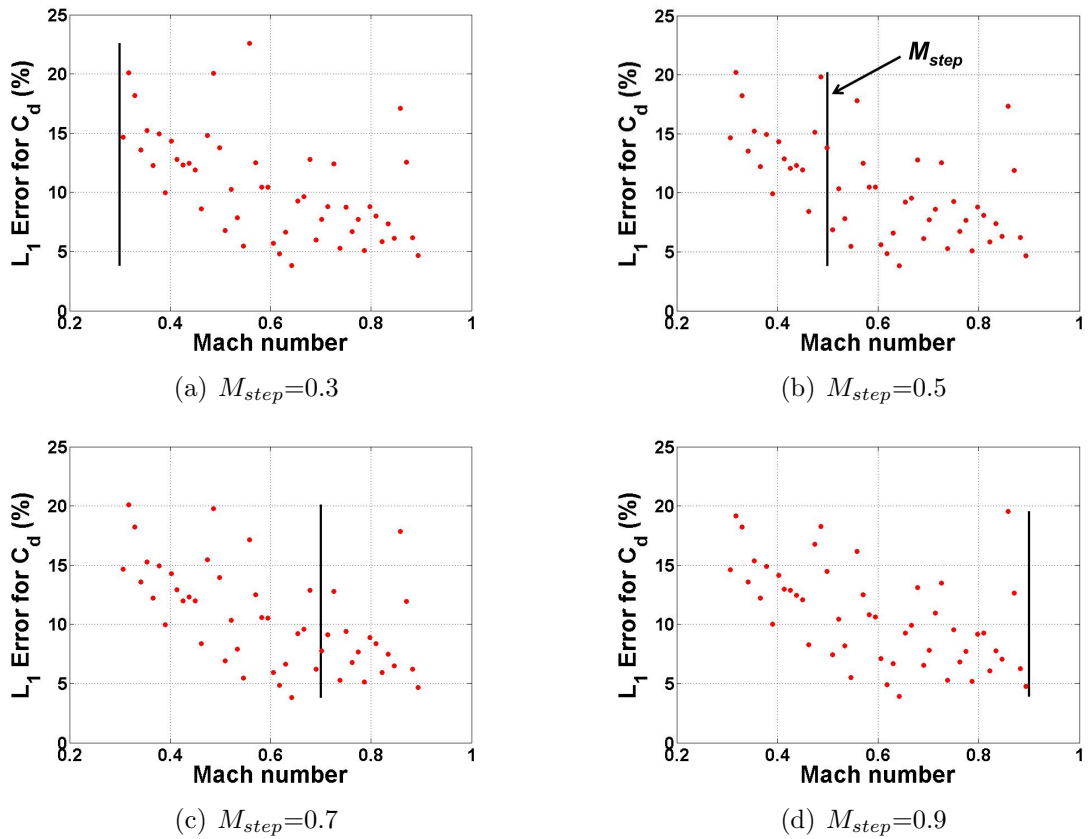 25
20
15
10
5
0
0.2 0.4 0.6 0.8 1
L1 Error for Cd (%)
Mach number
(a) Mstep=0.3
25
20
15
10
5
0
0.2 0.4 0.6 0.8 1
L1 Error for Cd (%)
Mach number
Mstep
(b) Mstep=0.5
25
20
15
10
5
0
0.2 0.4 0.6 0.8 1
L1 Error for Cd (%)
Mach number
(c) Mstep=0.7
25
20
15
10
5
0
0.2 0.4 0.6 0.8 1
L1 Error for Cd (%)
Mach number
(d) Mstep=0.9